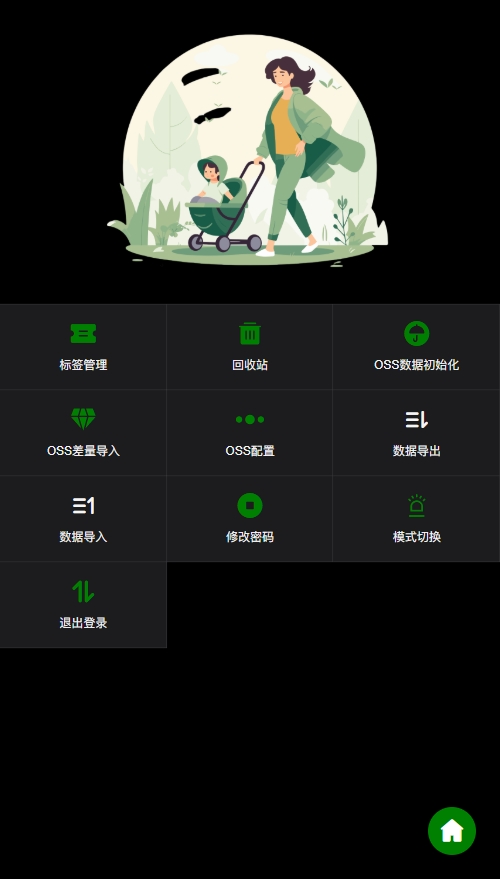 标签管理
回收站
OSS数据初始化
OSS差量导入
OSS配置
数据导出
数据导入
修改密码
模式切换
退出登录